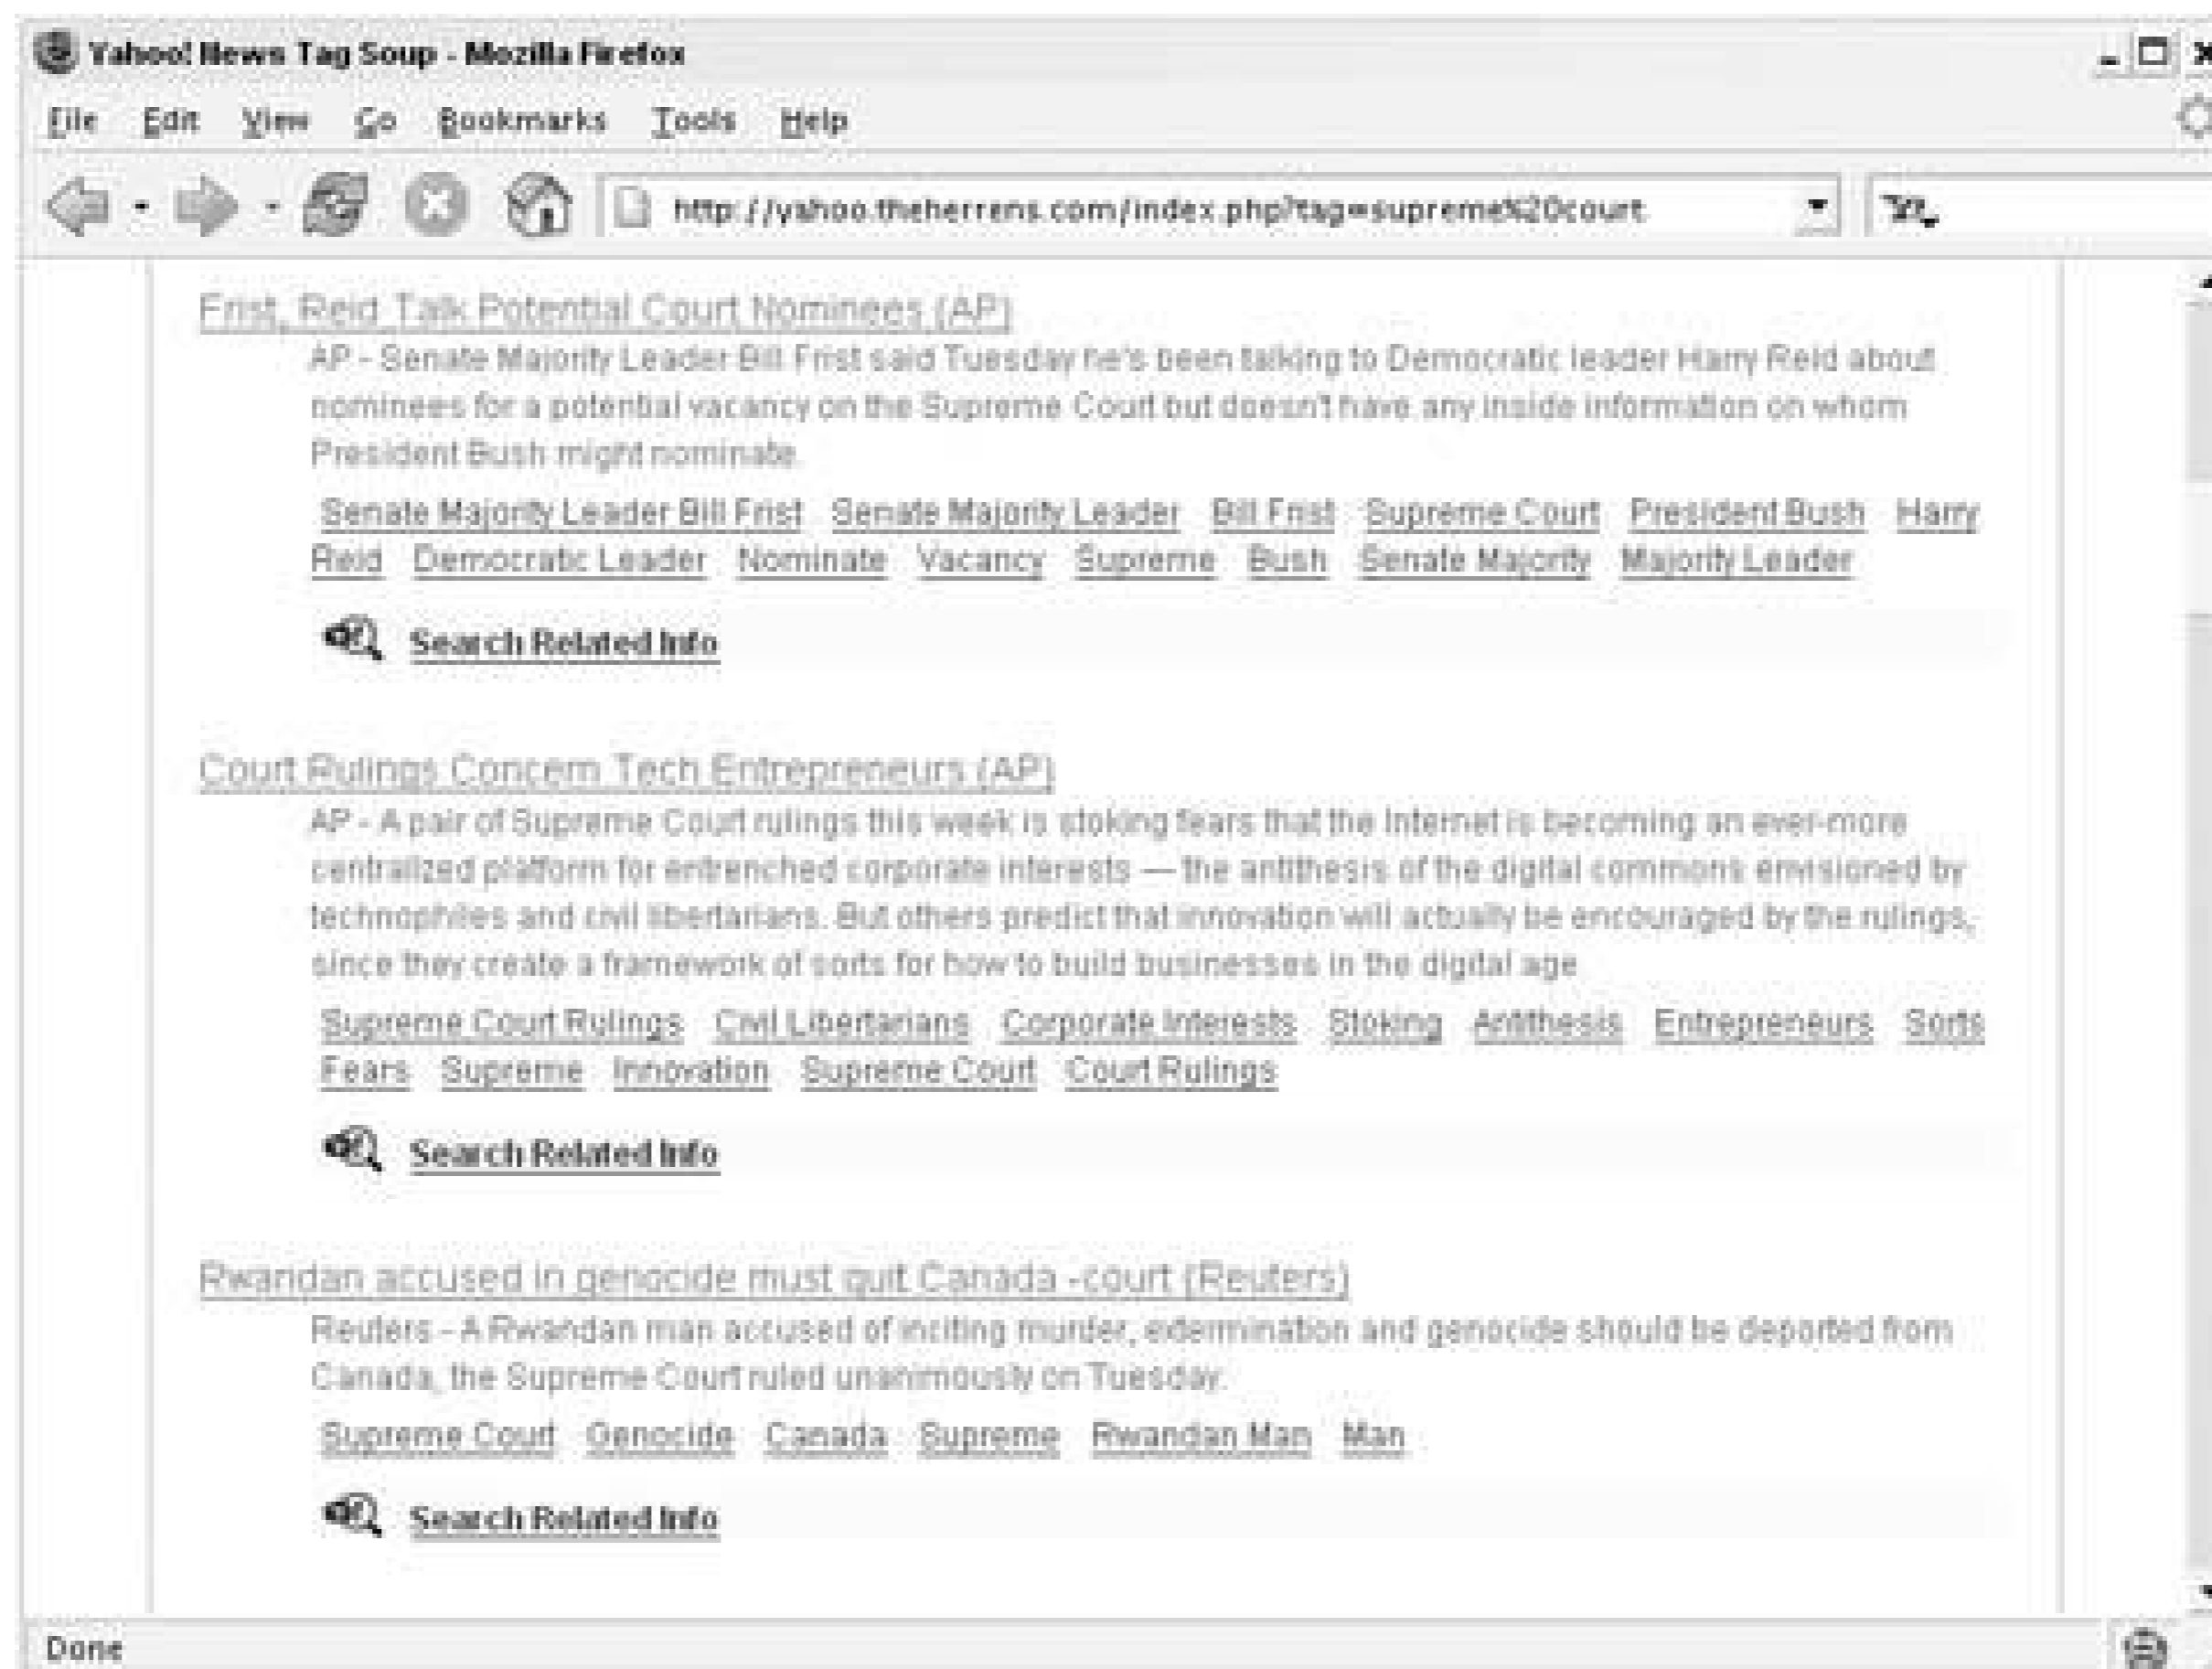 Yahoo! News Tag Soup - Mozilla Firefox
File Edit View Go Bookmarks Tools Help
http://yahoo.theherrens.com/index.php?tag=supreme%20court
Frist, Reid Talk Potential Court Nominees (AP)
AP - Senate Majority Leader Bill Frist said Tuesday he's been talking to Democratic leader Harry Reid about
nominees for a potential vacancy on the Supreme Court but doesn't have any inside information on whom
President Bush might nominate.
Senate Majority Leader Bill Frist Senate Majority Leader Bill Frist Supreme Court President Bush Harry
Reid Democratic Leader Nominate Vacancy Supreme Bush Senate Majority Majority Leader
Search Related Info
Court Rulings Concern Tech Entrepreneurs (AP)
AP - A pair of Supreme Court rulings this week is stoking fears that the Internet is becoming an ever-more
centralized platform for entrenched corporate interests — the antithesis of the digital commons envisioned by
technophiles and civil libertarians. But others predict that innovation will actually be encouraged by the rulings,
since they create a framework of sorts for how to build businesses in the digital age.
Supreme Court Rulings Civil Libertarians Corporate Interests Stoking Antithesis Entrepreneurs Sorts
Fears Supreme Innovation Supreme Court Court Rulings
Search Related Info
Rwandan accused in genocide must quit Canada -court (Reuters)
Reuters - A Rwandan man accused of inciting murder, extermination and genocide should be deported from
Canada, the Supreme Court ruled unanimously on Tuesday.
Supreme Court Genocide Canada Supreme Rwandan Man Man
Search Related Info
Done